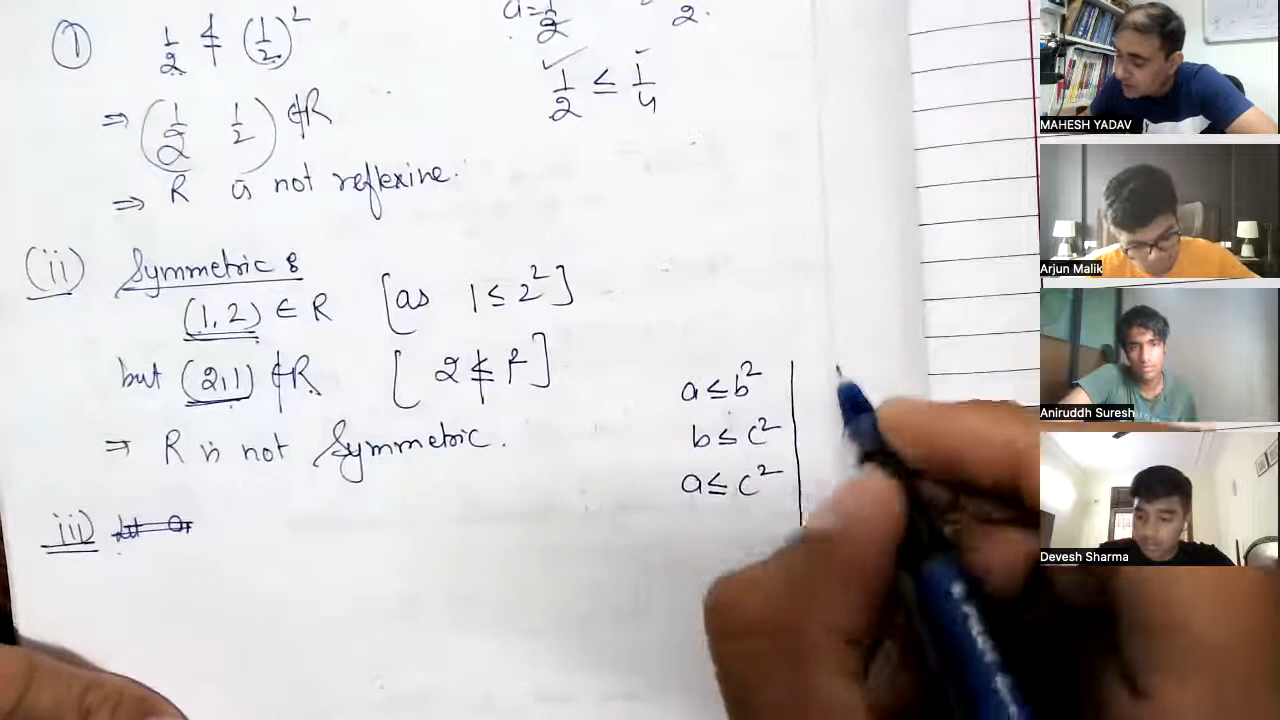 ① 1/2 ≰ (1/2)²
a = 1/2
2.
1/2 ≤ 1/4
⇒ (1/2 1/2) ∉ R
⇒ R is not reflexive.
(ii) Symmetric :
(1, 2) ∈ R [as 1 ≤ 2²]
but (2,1) ∉ R [ 2 ≰ 1² ]
⇒ R is not Symmetric.
a ≤ b²
b ≤ c²
a ≤ c²
iii)
MAHESH YADAV
Arjun Malik
Aniruddh Suresh
Devesh Sharma